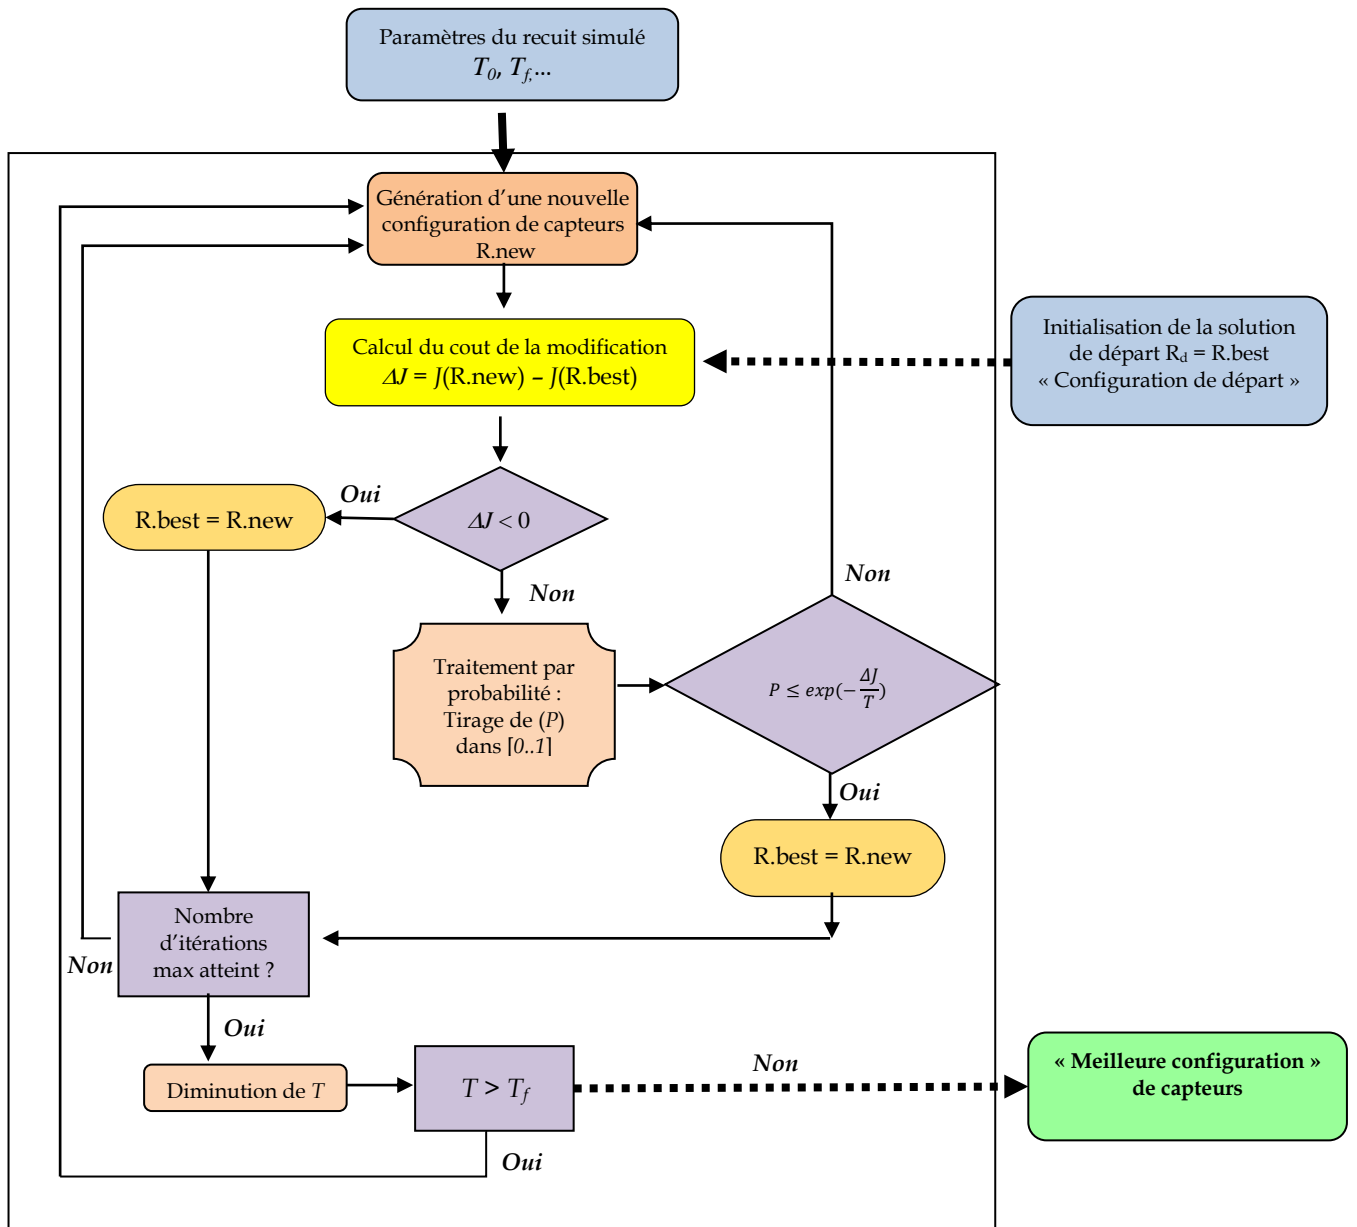 Paramètres du recuit simulé
T0, Tf,...
Génération d'une nouvelle
configuration de capteurs
R.new
Calcul du cout de la modification
ΔJ = J(R.new) – J(R.best)
Initialisation de la solution
de départ Rd = R.best
« Configuration de départ »
Oui
ΔJ < 0
R.best = R.new
Non
Non
Traitement par
probabilité :
Tirage de (P)
dans [0..1]
P ≤ exp(−ΔJ/T)
Oui
R.best = R.new
Nombre
d'itérations
max atteint ?
Non
Oui
Diminution de T
T > Tf
Non
Oui
« Meilleure configuration »
de capteurs